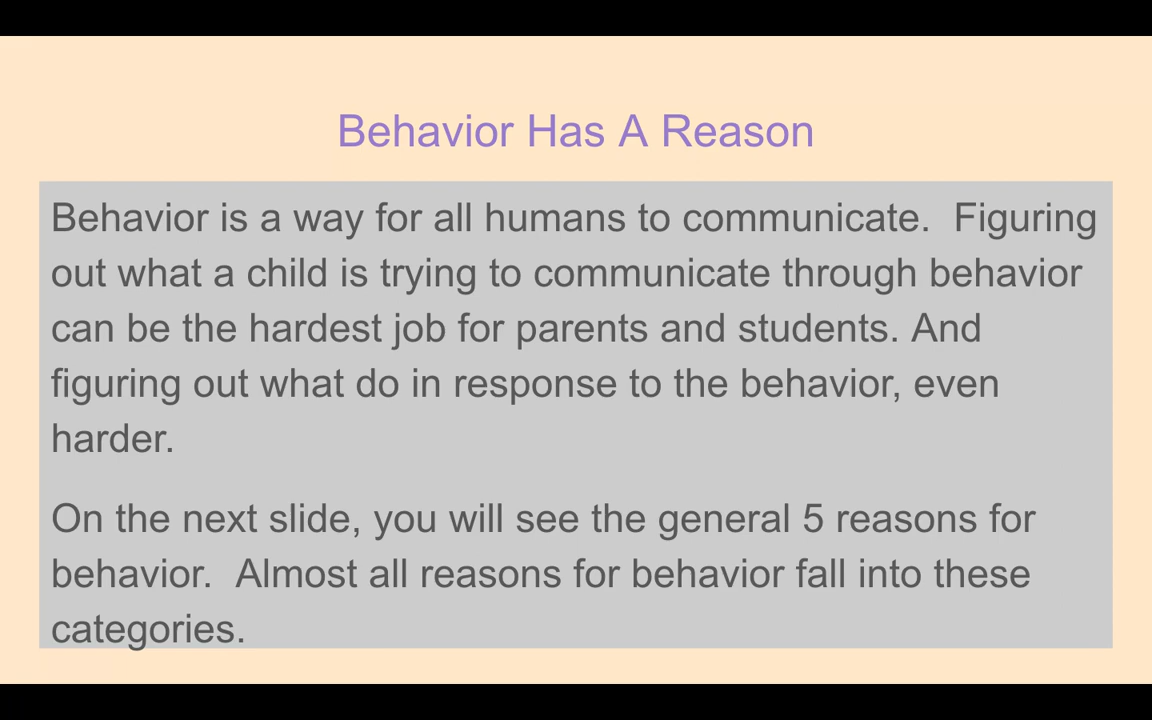 Behavior Has A Reason
Behavior is a way for all humans to communicate.  Figuring
out what a child is trying to communicate through behavior
can be the hardest job for parents and students. And
figuring out what do in response to the behavior, even
harder.
On the next slide, you will see the general 5 reasons for
behavior.  Almost all reasons for behavior fall into these
categories.